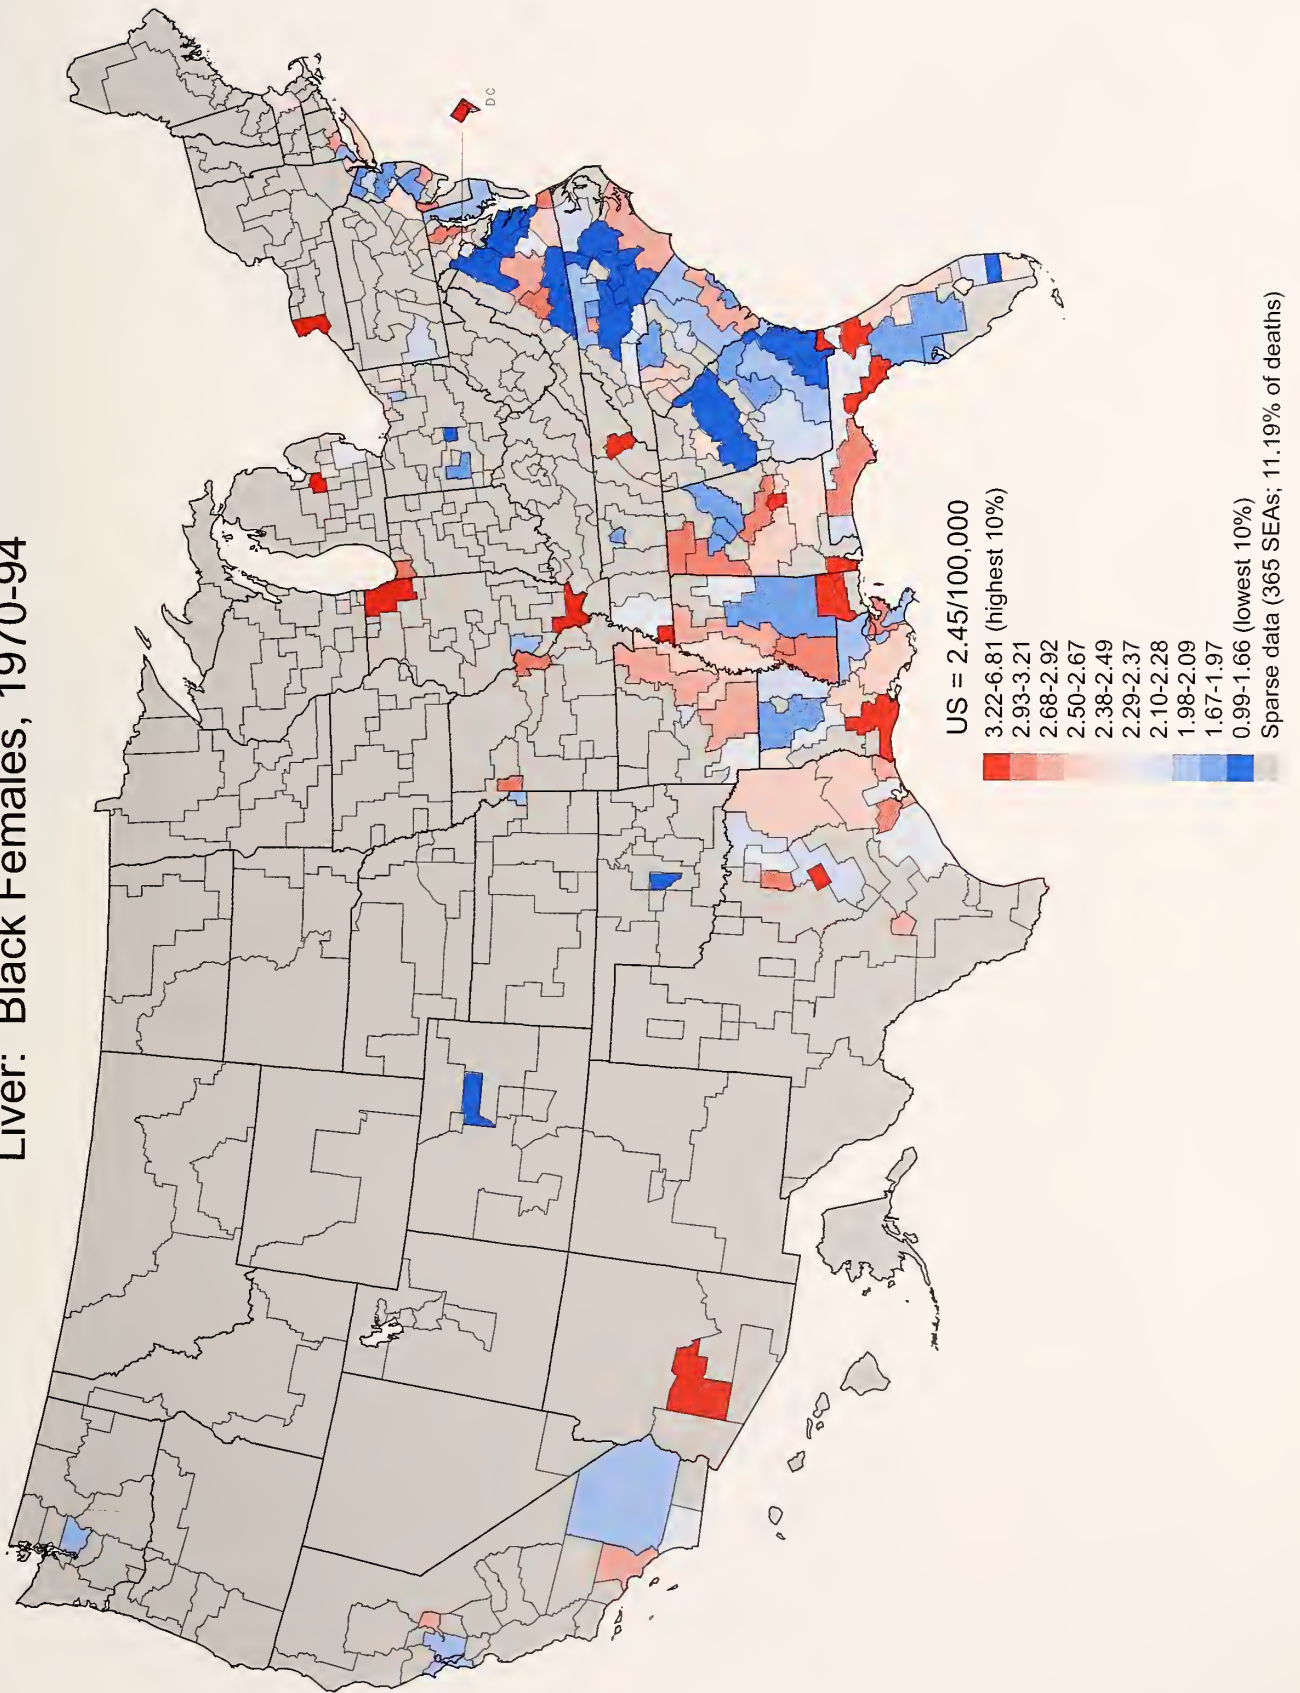 Liver: Black Females, 1970-94
DC
US = 2.45/100,000
3.22-6.81 (highest 10%)
2.93-3.21
2.68-2.92
2.50-2.67
2.38-2.49
2.29-2.37
2.10-2.28
1.98-2.09
1.67-1.97
0.99-1.66 (lowest 10%)
Sparse data (365 SEAs; 11.19% of deaths)